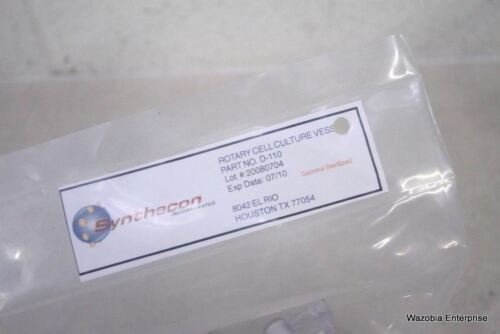 Synthecon
INCORPORATED
ROTARY CELL CULTURE VESS
PART NO. D-110
Lot #:20080704
Exp Date: 07/10
Gamma Sterilized
8042 EL RIO
HOUSTON TX 77054
Wazobia Enterprise